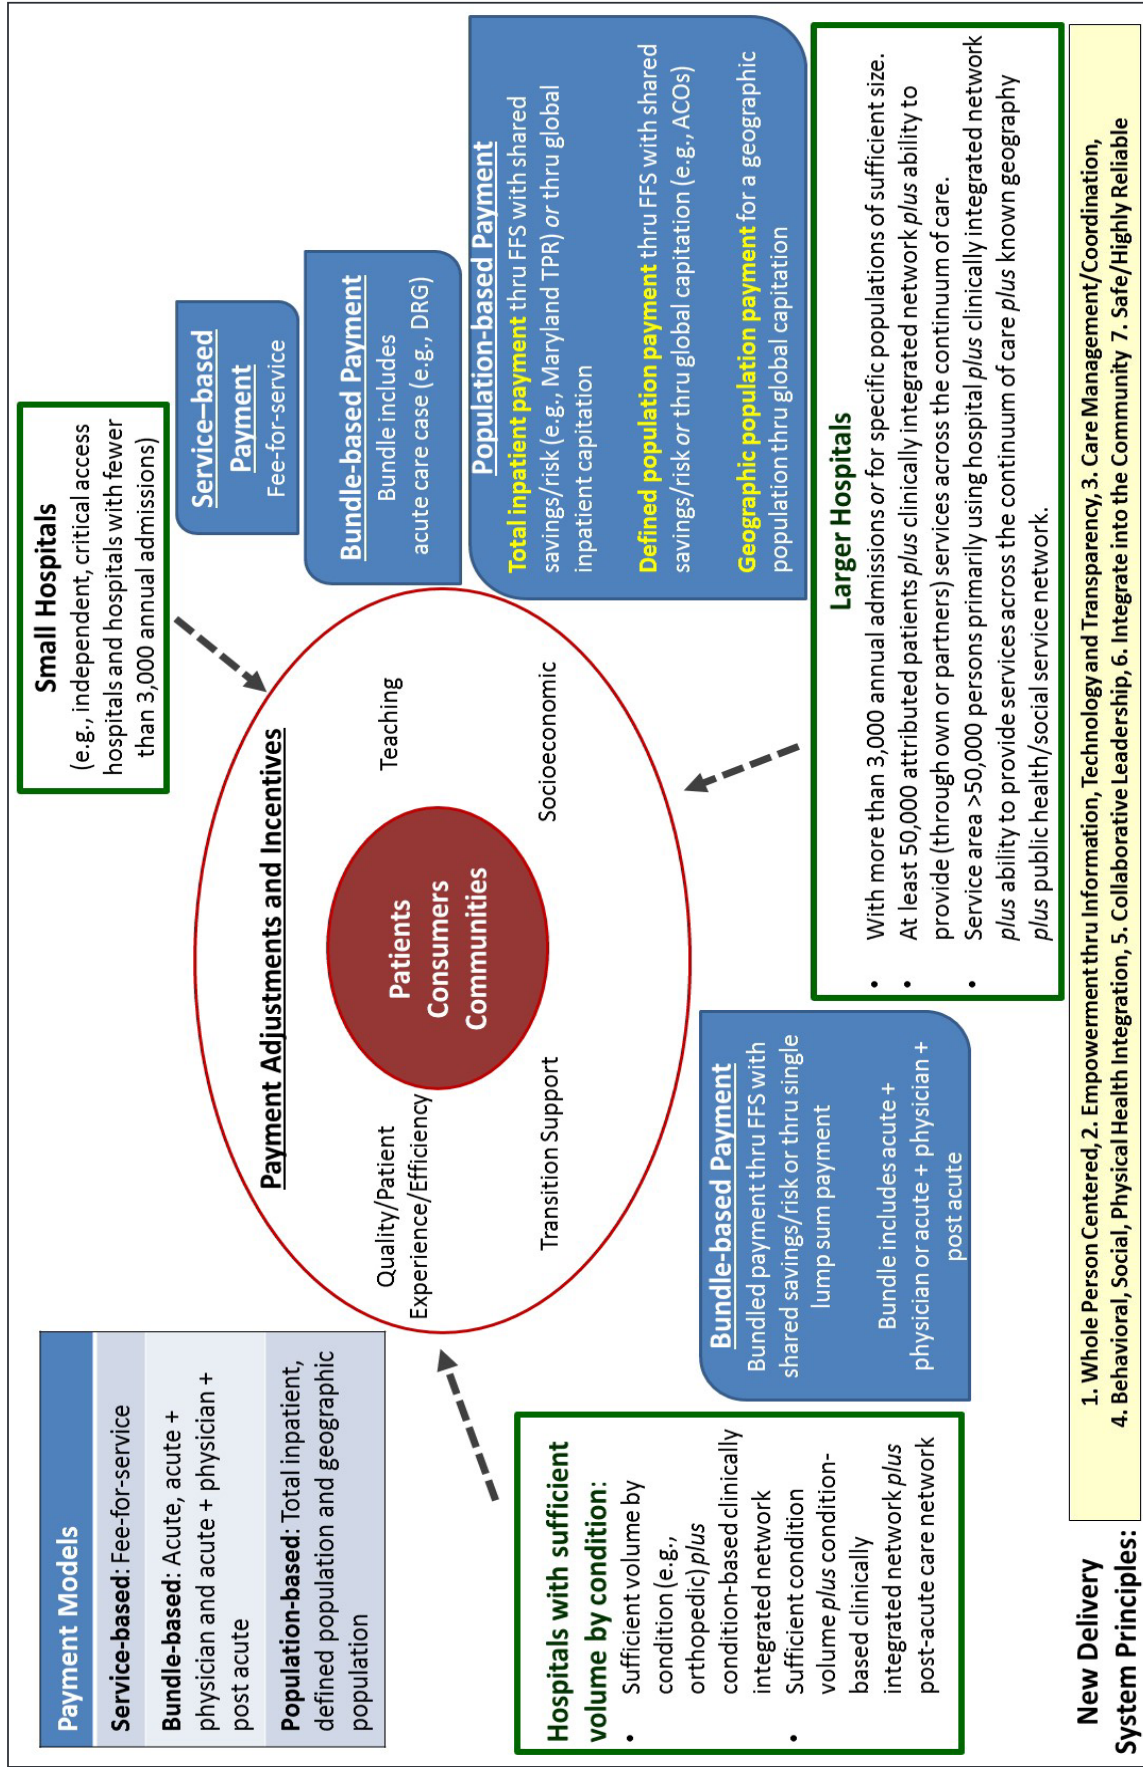 Payment Models
Service-based: Fee-for-service
Bundle-based: Acute, acute +
physician and acute + physician +
post acute
Population-based: Total inpatient,
defined population and geographic
population
Small Hospitals
(e.g., independent, critical access
hospitals and hospitals with fewer
than 3,000 annual admissions)
Service–based
Payment
Fee-for-service
Bundle-based Payment
Bundle includes
acute care case (e.g., DRG)
Population-based Payment
Total inpatient payment thru FFS with shared
savings/risk (e.g., Maryland TPR) or thru global
inpatient capitation
Defined population payment thru FFS with shared
savings/risk or thru global capitation (e.g., ACOs)
Geographic population payment for a geographic
population thru global capitation
Payment Adjustments and Incentives
Quality/Patient
Experience/Efficiency
Teaching
Patients
Consumers
Communities
Transition Support
Socioeconomic
Hospitals with sufficient
volume by condition:
• Sufficient volume by
condition (e.g.,
orthopedic) plus
condition-based clinically
integrated network
• Sufficient condition
volume plus condition-
based clinically
integrated network plus
post-acute care network
Bundle-based Payment
Bundled payment thru FFS with
shared savings/risk or thru single
lump sum payment
Bundle includes acute +
physician or acute + physician +
post acute
Larger Hospitals
• With more than 3,000 annual admissions or for specific populations of sufficient size.
• At least 50,000 attributed patients plus clinically integrated network plus ability to
provide (through own or partners) services across the continuum of care.
• Service area >50,000 persons primarily using hospital plus clinically integrated network
plus ability to provide services across the continuum of care plus known geography
plus public health/social service network.
New Delivery
System Principles:
1. Whole Person Centered, 2. Empowerment thru Information, Technology and Transparency, 3. Care Management/Coordination,
4. Behavioral, Social, Physical Health Integration, 5. Collaborative Leadership, 6. Integrate into the Community 7. Safe/Highly Reliable